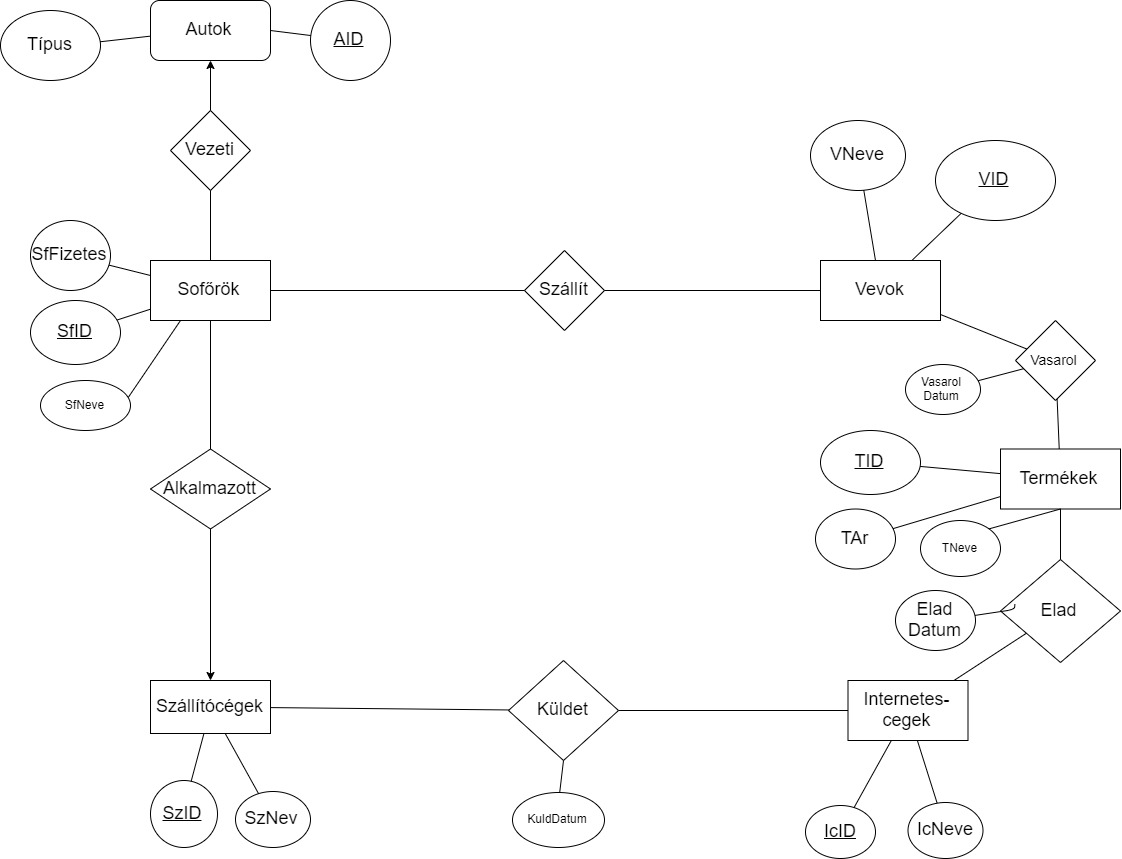 Autok
Típus
AID
Vezeti
VNeve
VID
SfFizetes
Sofőrök
Szállít
Vevok
SfID
SfNeve
Vasarol
Vasarol
Datum
TID
Termékek
Alkalmazott
TAr
TNeve
Elad
Datum
Elad
Szállítócégek
Küldet
Internetes-
cegek
SzID
SzNev
KuldDatum
IcID
IcNeve